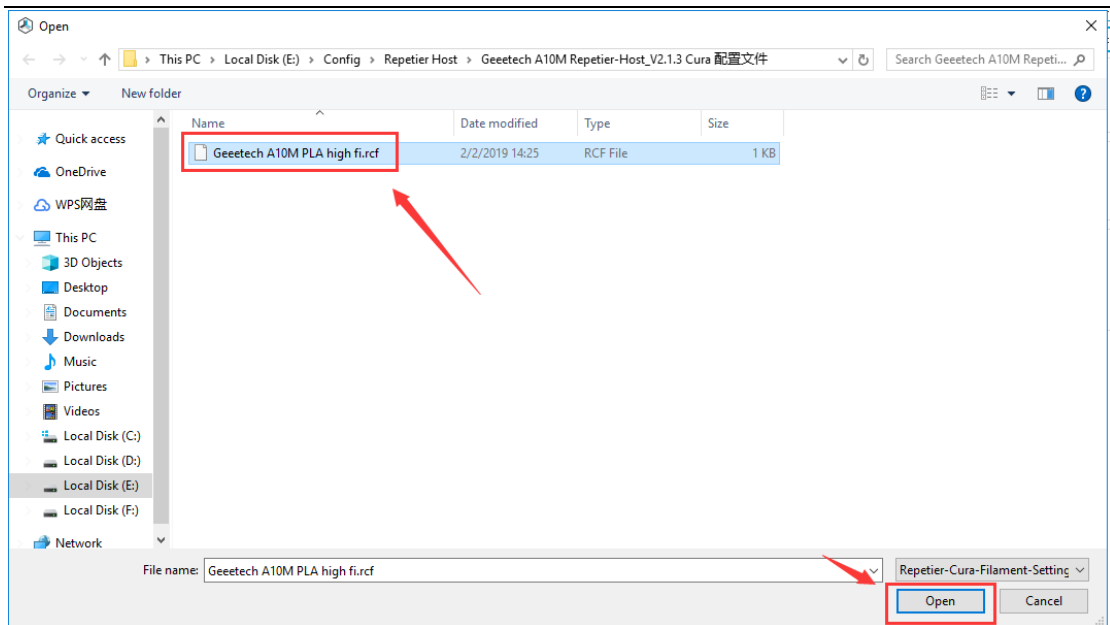 Open
This PC › Local Disk (E:) › Config › Repetier Host › Geeetech A10M Repetier-Host_V2.1.3 Cura 配置文件
Search Geeetech A10M Repeti...
Organize
New folder
Name
Date modified
Type
Size
Geeetech A10M PLA high fi.rcf
2/2/2019 14:25
RCF File
1 KB
Quick access
OneDrive
WPS网盘
This PC
3D Objects
Desktop
Documents
Downloads
Music
Pictures
Videos
Local Disk (C:)
Local Disk (D:)
Local Disk (E:)
Local Disk (F:)
Network
File name:
Geeetech A10M PLA high fi.rcf
Repetier-Cura-Filament-Setting
Open
Cancel